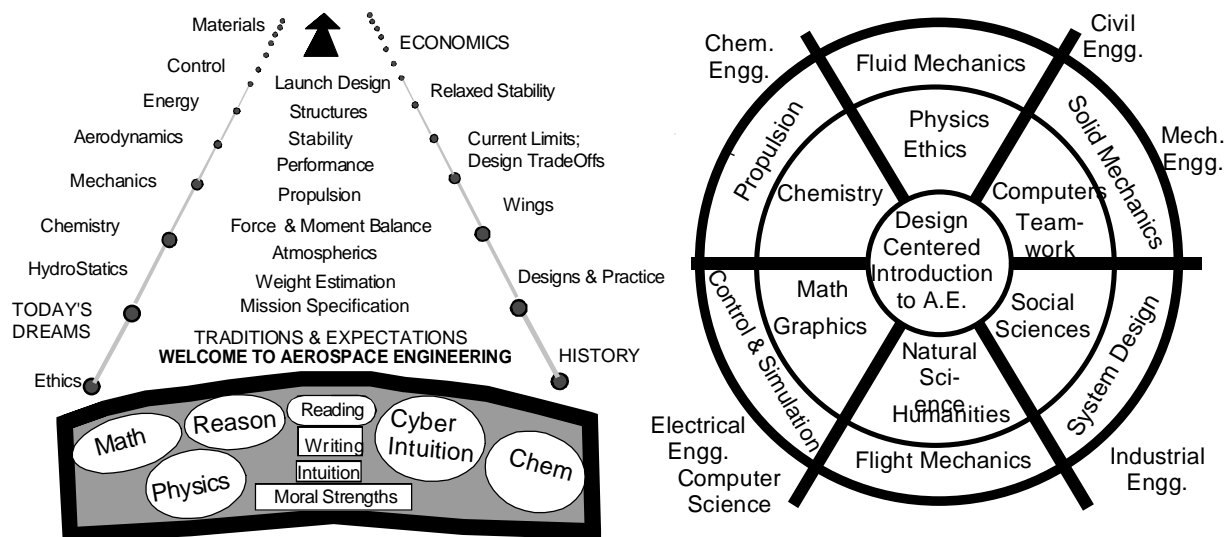 Materials
Control
Energy
Aerodynamics
Mechanics
Chemistry
HydroStatics
TODAY'S
DREAMS
Ethics
Launch Design
Structures
Stability
Performance
Propulsion
Force & Moment Balance
Atmospherics
Weight Estimation
Mission Specification
TRADITIONS & EXPECTATIONS
WELCOME TO AEROSPACE ENGINEERING
ECONOMICS
Relaxed Stability
Current Limits;
Design TradeOffs
Wings
Designs & Practice
HISTORY
Math
Reason
Physics
Reading
Writing
Intuition
Moral Strengths
Cyber
Intuition
Chem
Chem.
Engg.
Civil
Engg.
Mech.
Engg.
Industrial
Engg.
Electrical
Engg.
Computer
Science
Fluid Mechanics
Solid Mechanics
System Design
Flight Mechanics
Control & Simulation
Propulsion
Physics
Ethics
Computers
Team-
work
Social
Sciences
Natural
Sci-
ence
Humanities
Math
Graphics
Chemistry
Design
Centered
Introduction
to A.E.